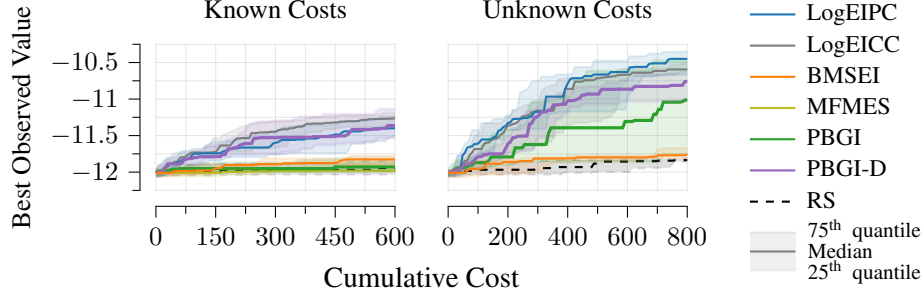 Known Costs
Unknown Costs
Best Observed Value
−10.5
−11
−11.5
−12
0 150 300 450 600
0 200 400 600 800
Cumulative Cost
LogEIPC
LogEICC
BMSEI
MFMES
PBGI
PBGI-D
RS
75th quantile
Median
25th quantile